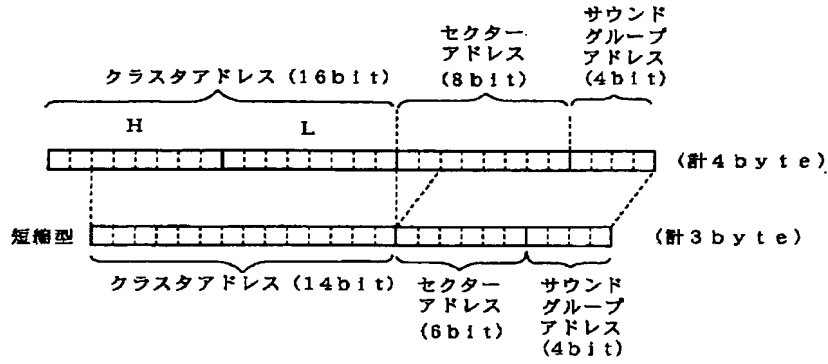 クラスタアドレス (16bit)
セクター
アドレス
(8bit)
サウンド
グループ
アドレス
(4bit)
H
L
(計4byte)
短縮型
(計3byte)
クラスタアドレス (14bit)
セクター
アドレス
(6bit)
サウンド
グループ
アドレス
(4bit)